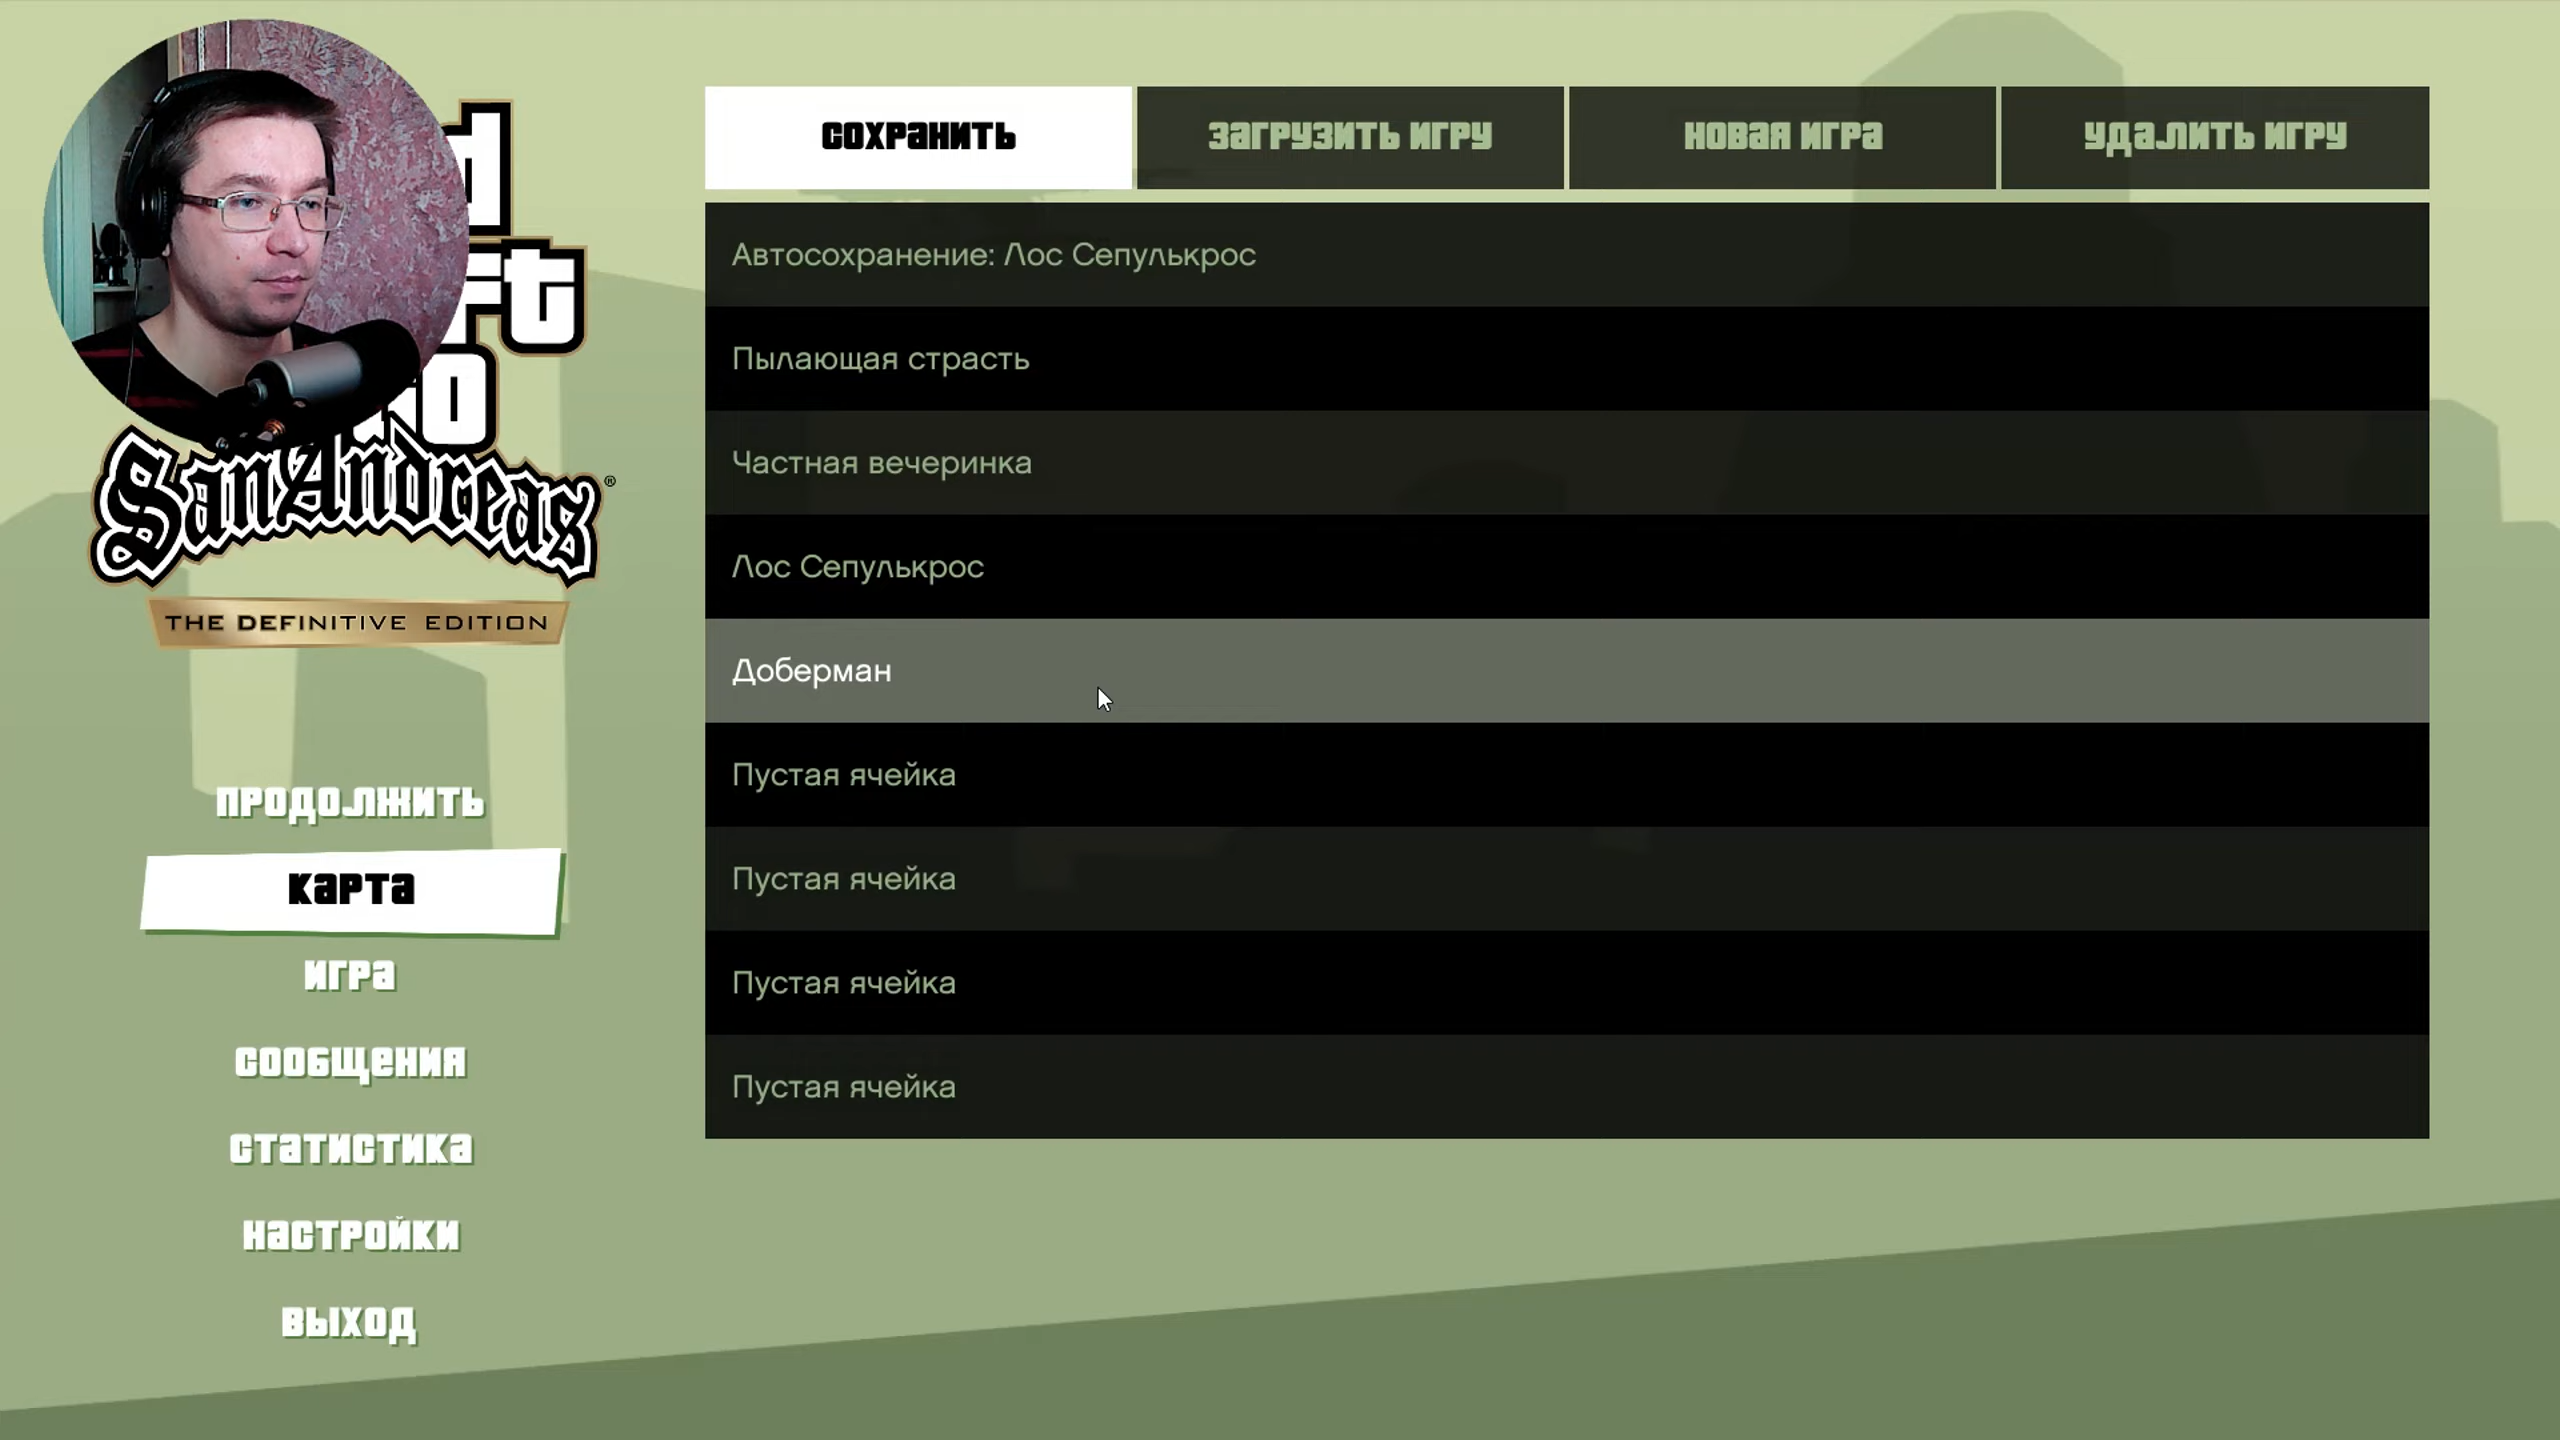 СОХРАНИТЬ
ЗАГРУЗИТЬ ИГРУ
НОВАЯ ИГРА
УДАЛИТЬ ИГРУ
San Andreas®
THE DEFINITIVE EDITION
Автосохранение: Лос Сепулькрос
Пылающая страсть
Частная вечеринка
Лос Сепулькрос
Доберман
Пустая ячейка
Пустая ячейка
Пустая ячейка
Пустая ячейка
ПРОДОЛЖИТЬ
КАРТА
ИГРА
СООБЩЕНИЯ
СТАТИСТИКА
НАСТРОЙКИ
ВЫХОД